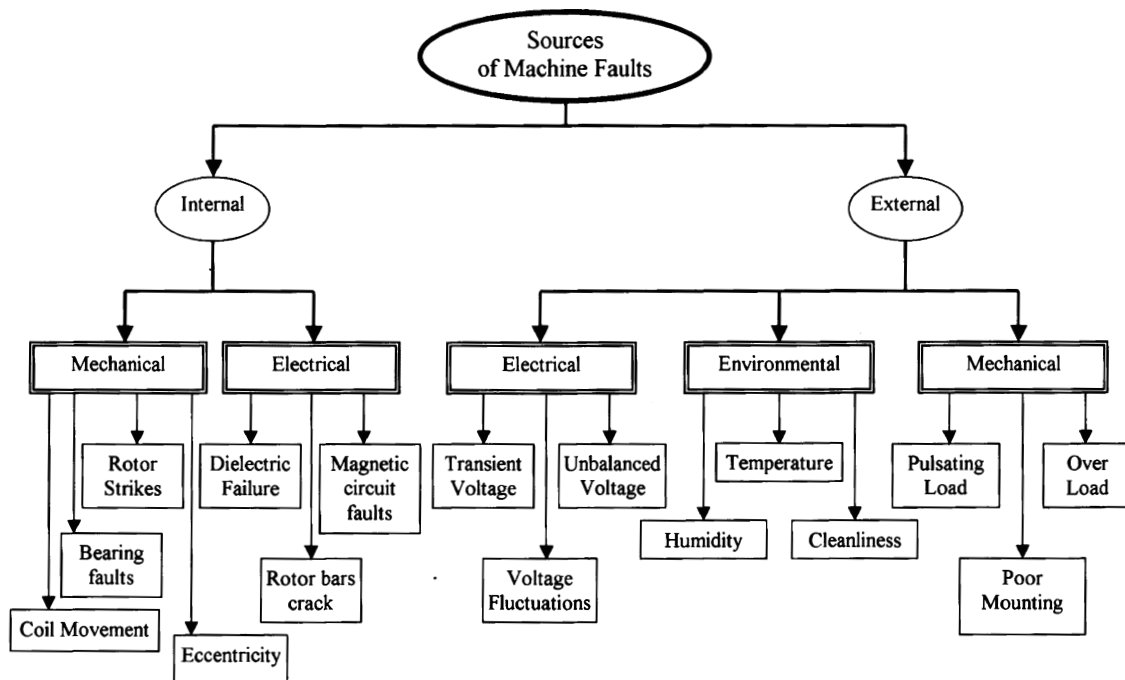 Sources
of Machine Faults
Internal
External
Mechanical
Electrical
Electrical
Environmental
Mechanical
Rotor
Strikes
Dielectric
Failure
Magnetic
circuit
faults
Transient
Voltage
Unbalanced
Voltage
Temperature
Pulsating
Load
Over
Load
Humidity
Cleanliness
Bearing
faults
Rotor bars
crack
Voltage
Fluctuations
Poor
Mounting
Coil Movement
Eccentricity